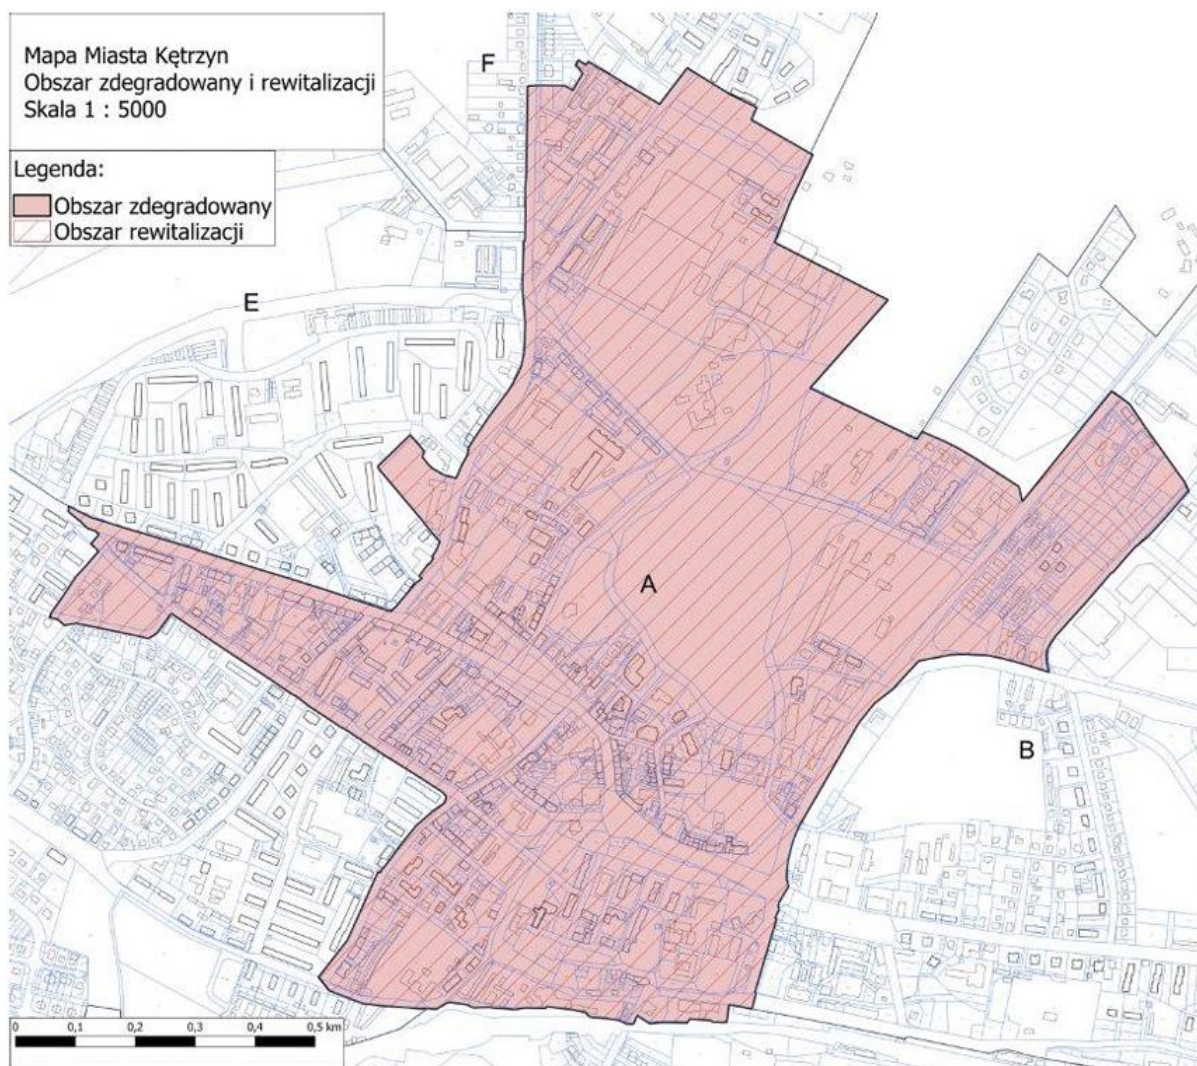 Mapa Miasta Kętrzyn
Obszar zdegradowany i rewitalizacji
Skala 1 : 5000
Legenda:
Obszar zdegradowany
Obszar rewitalizacji
F
E
A
B
0 0,1 0,2 0,3 0,4 0,5 km